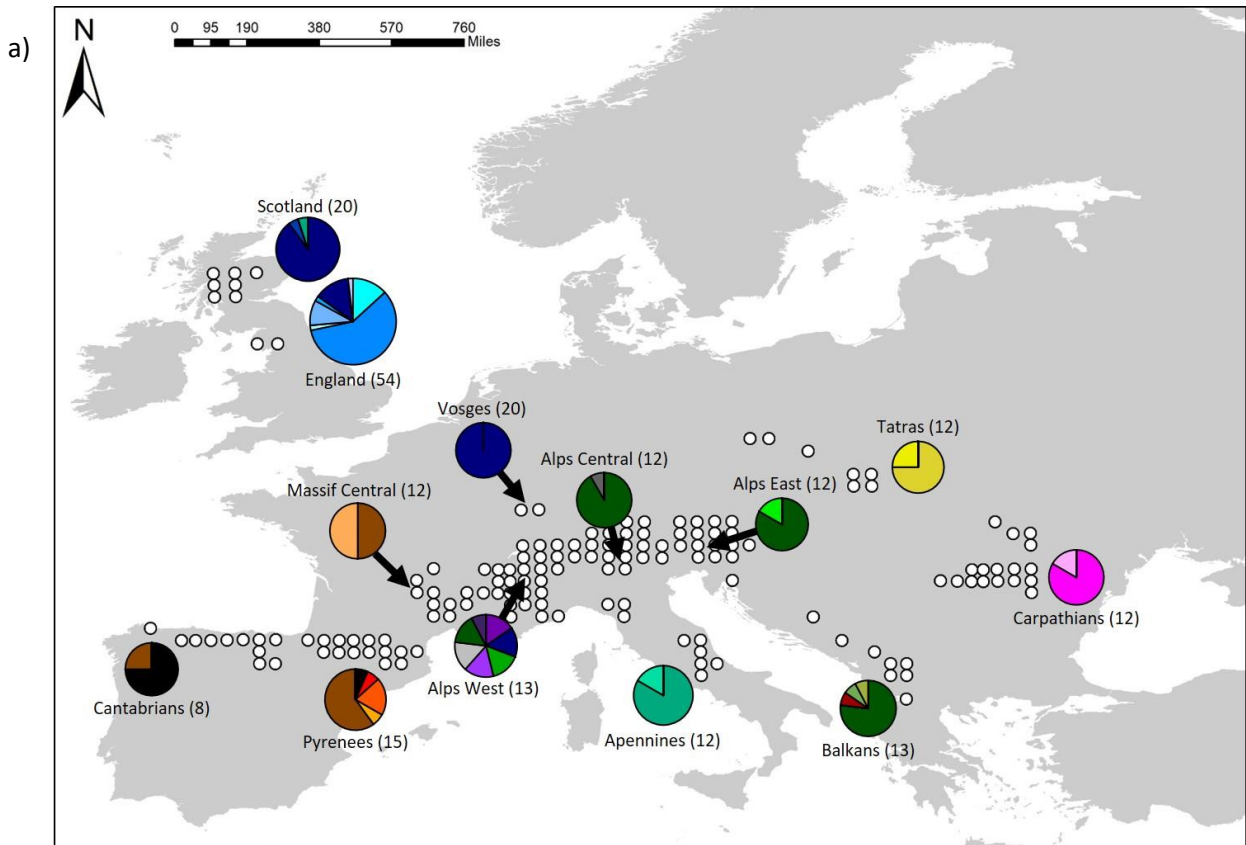 a)
N
0 95 190 380 570 760
Miles
Scotland (20)
England (54)
Vosges (20)
Tatras (12)
Alps Central (12)
Alps East (12)
Massif Central (12)
Carpathians (12)
Alps West (13)
Cantabrians (8)
Pyrenees (15)
Apennines (12)
Balkans (13)